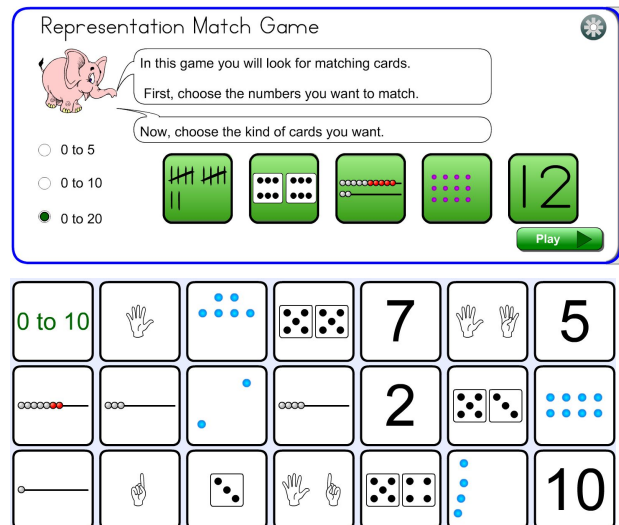 Representation Match Game
In this game you will look for matching cards.
First, choose the numbers you want to match.
Now, choose the kind of cards you want.
0 to 5
0 to 10
0 to 20
12
Play
0 to 10
7
5
2
10